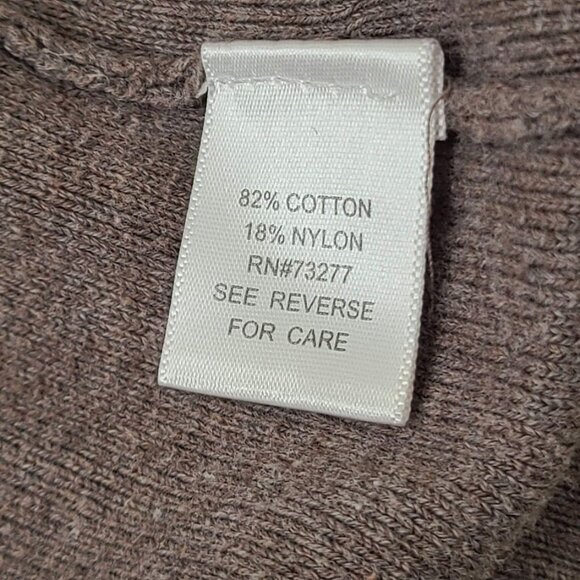 82% COTTON
18% NYLON
RN#73277
SEE REVERSE
FOR CARE